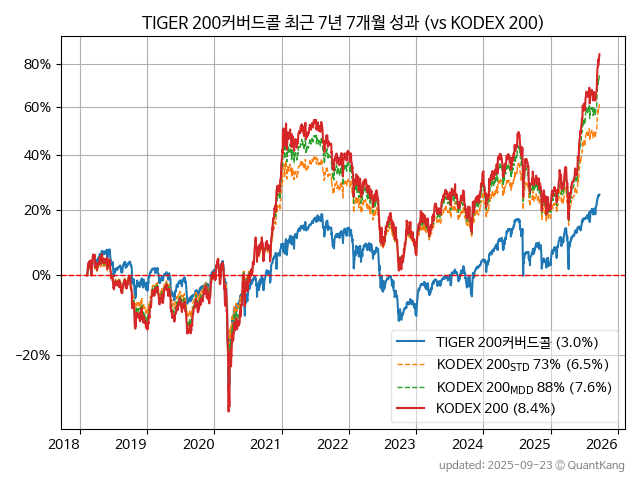 TIGER 200커버드콜 최근 7년 7개월 성과 (vs KODEX 200)
80%
60%
40%
20%
0%
−20%
TIGER 200커버드콜 (3.0%)
KODEX 200STD 73% (6.5%)
KODEX 200MDD 88% (7.6%)
KODEX 200 (8.4%)
2018 2019 2020 2021 2022 2023 2024 2025 2026
updated: 2025-09-23 ⓒ QuantKang